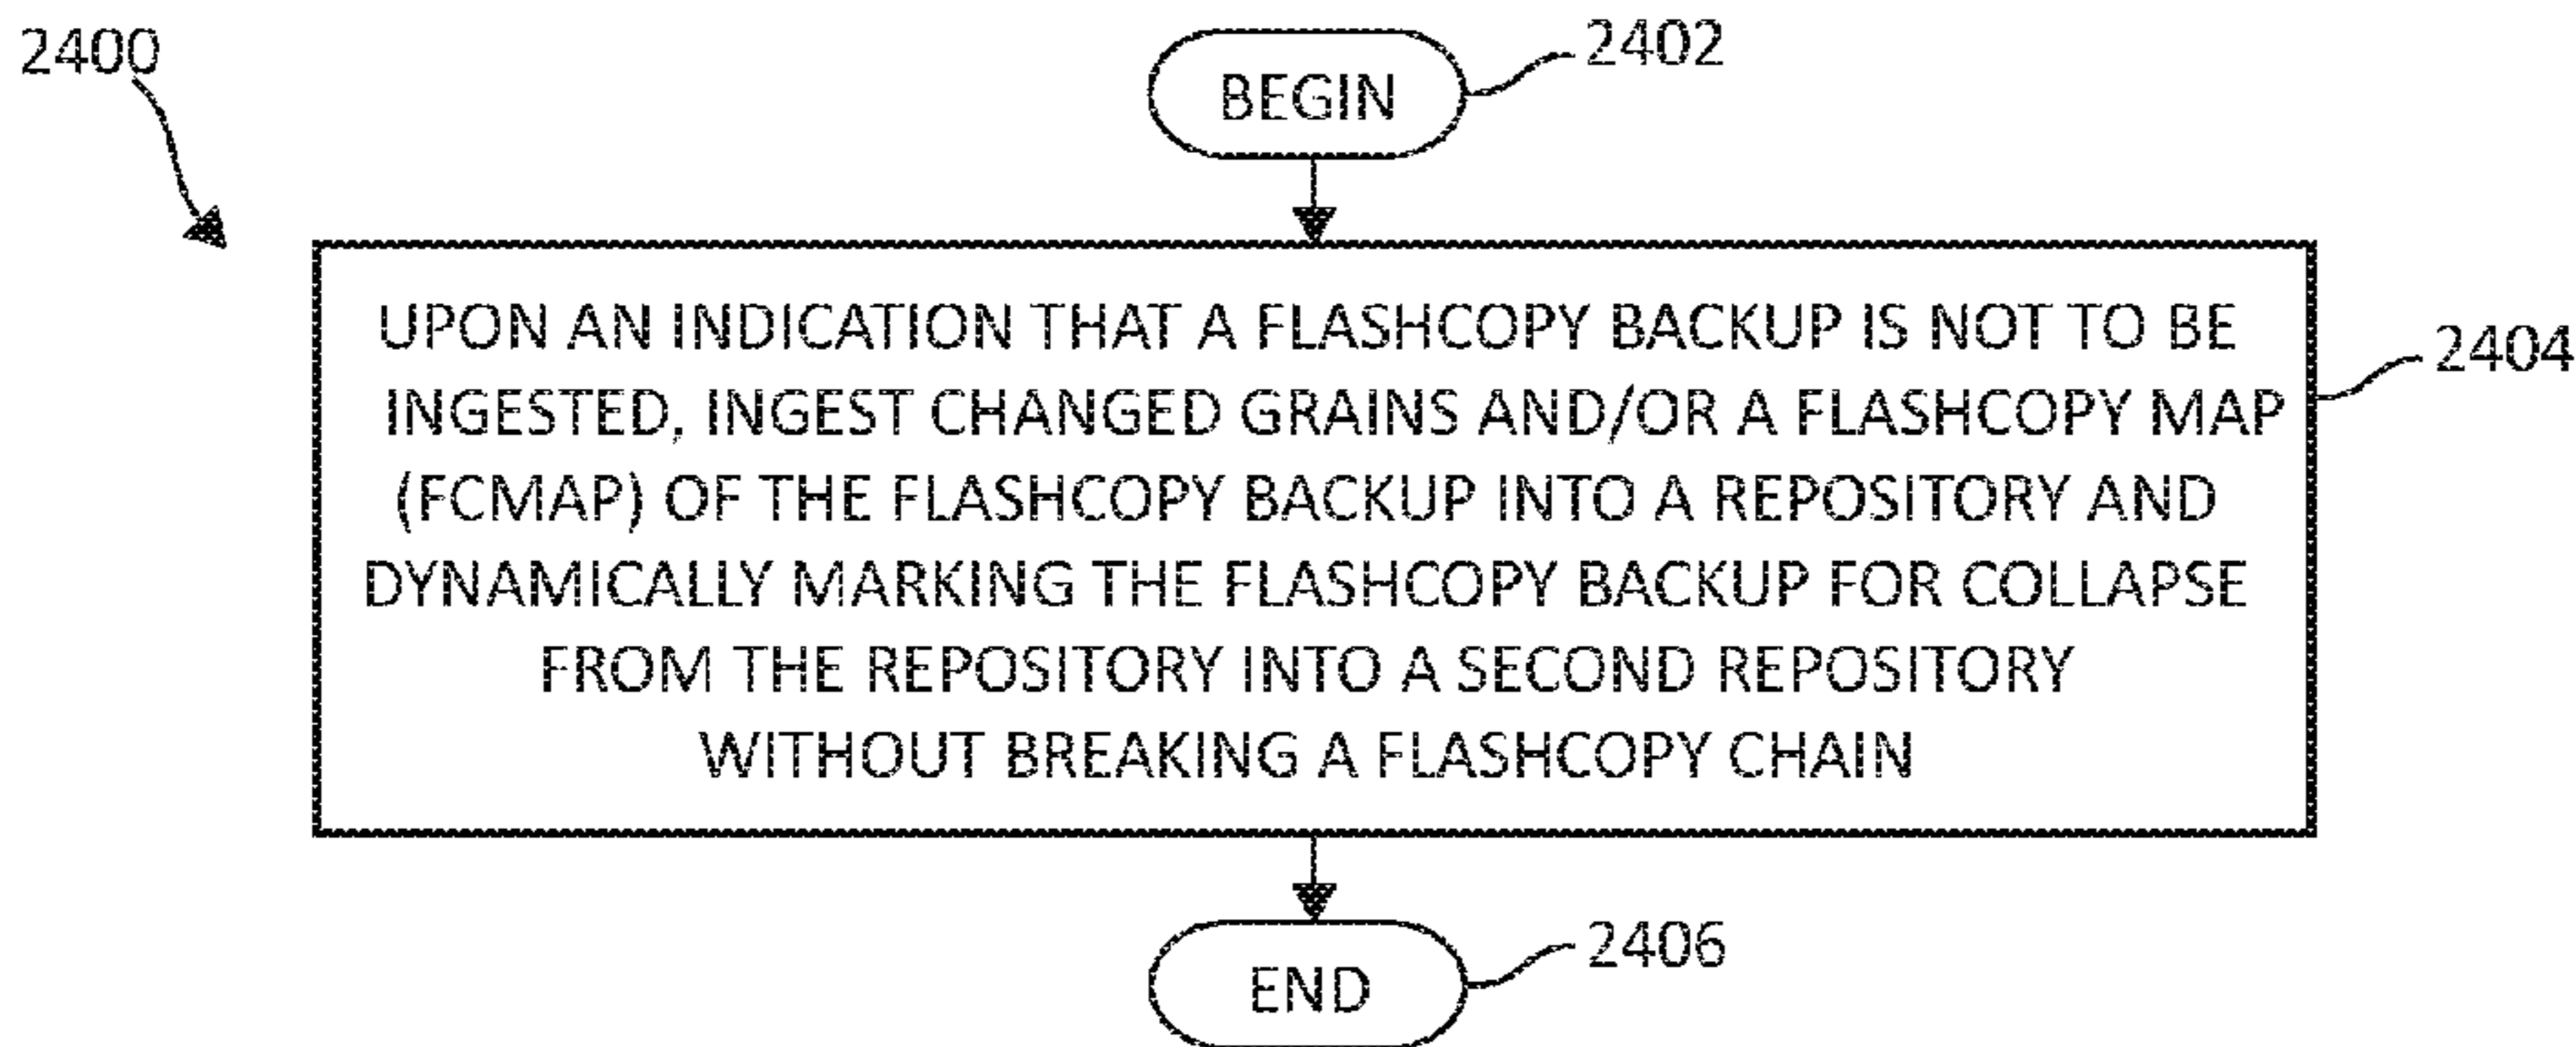 2400
BEGIN
2402
UPON AN INDICATION THAT A FLASHCOPY BACKUP IS NOT TO BE
INGESTED, INGEST CHANGED GRAINS AND/OR A FLASHCOPY MAP
(FCMAP) OF THE FLASHCOPY BACKUP INTO A REPOSITORY AND
DYNAMICALLY MARKING THE FLASHCOPY BACKUP FOR COLLAPSE
FROM THE REPOSITORY INTO A SECOND REPOSITORY
WITHOUT BREAKING A FLASHCOPY CHAIN
2404
END
2406